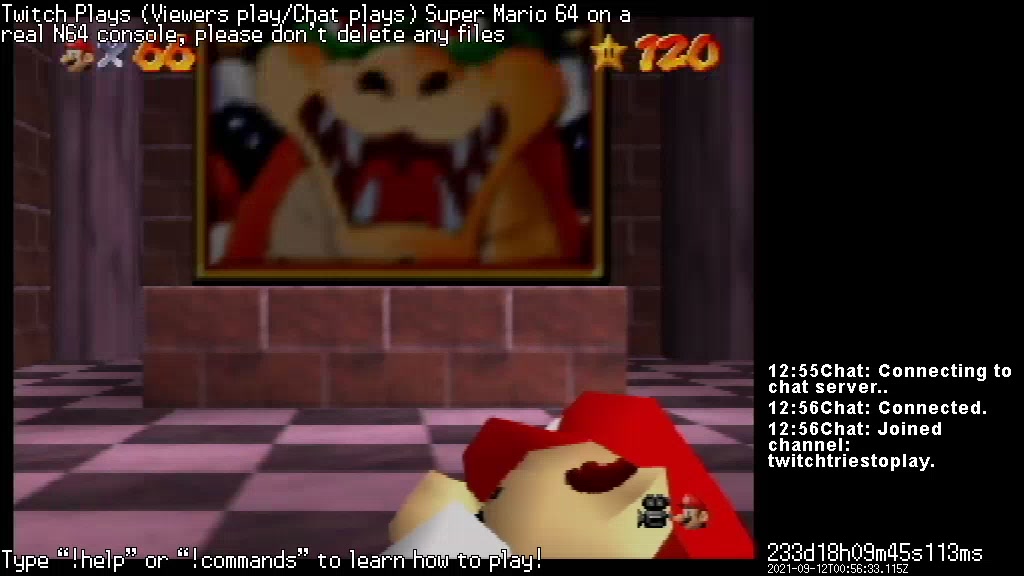 Twitch Plays (Viewers play/Chat plays) Super Mario 64 on a
real N64 console, please don't delete any files
× 66
120
12:55Chat: Connecting to
chat server..
12:56Chat: Connected.
12:56Chat: Joined
channel:
twitchtriestoplay.
Type “!help” or “!commands” to learn how to play!
233d18h09m45s113ms
2021-09-12T00:56:33.115Z